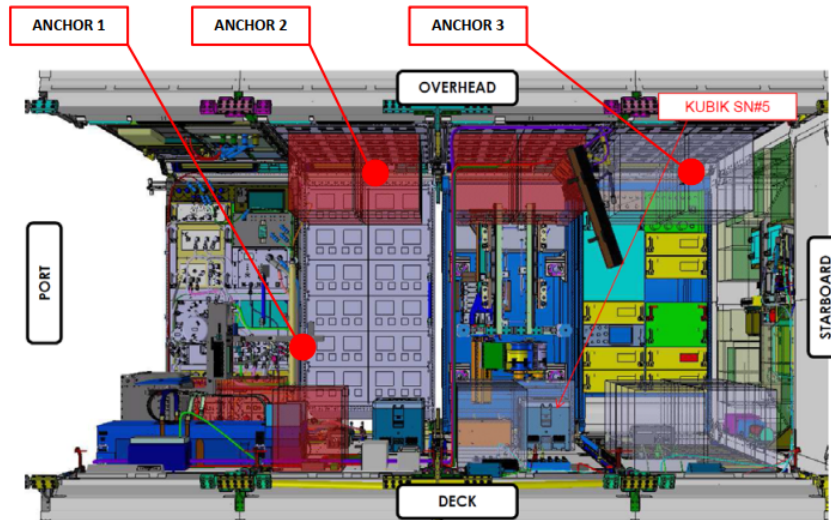 ANCHOR 1
ANCHOR 2
ANCHOR 3
OVERHEAD
KUBIK SN#5
PORT
STARBOARD
DECK